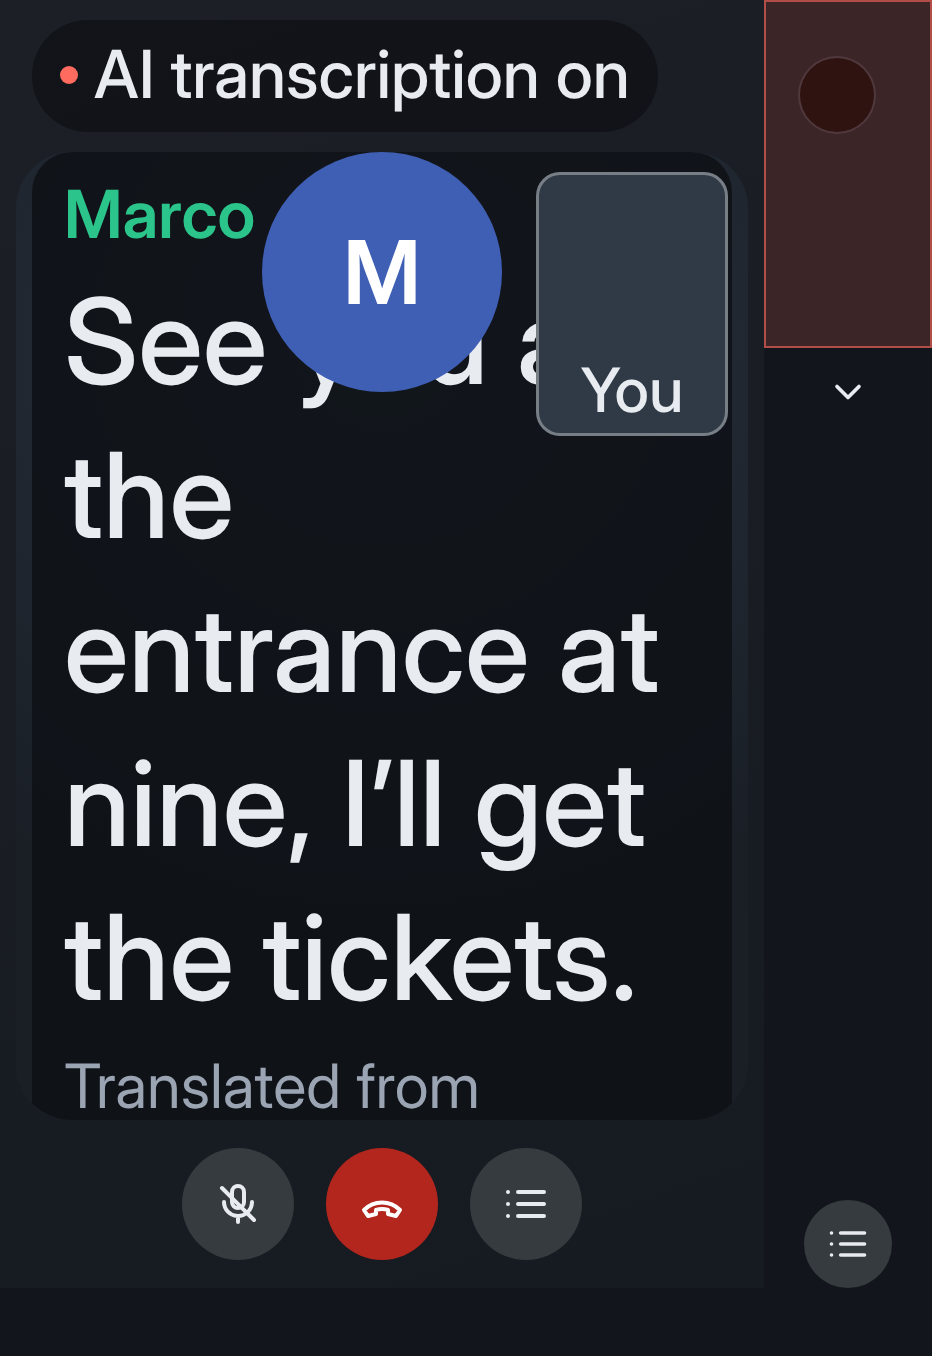 AI transcription on
Marco
M
See
You
the
entrance at
nine, I’ll get
the tickets.
Translated from